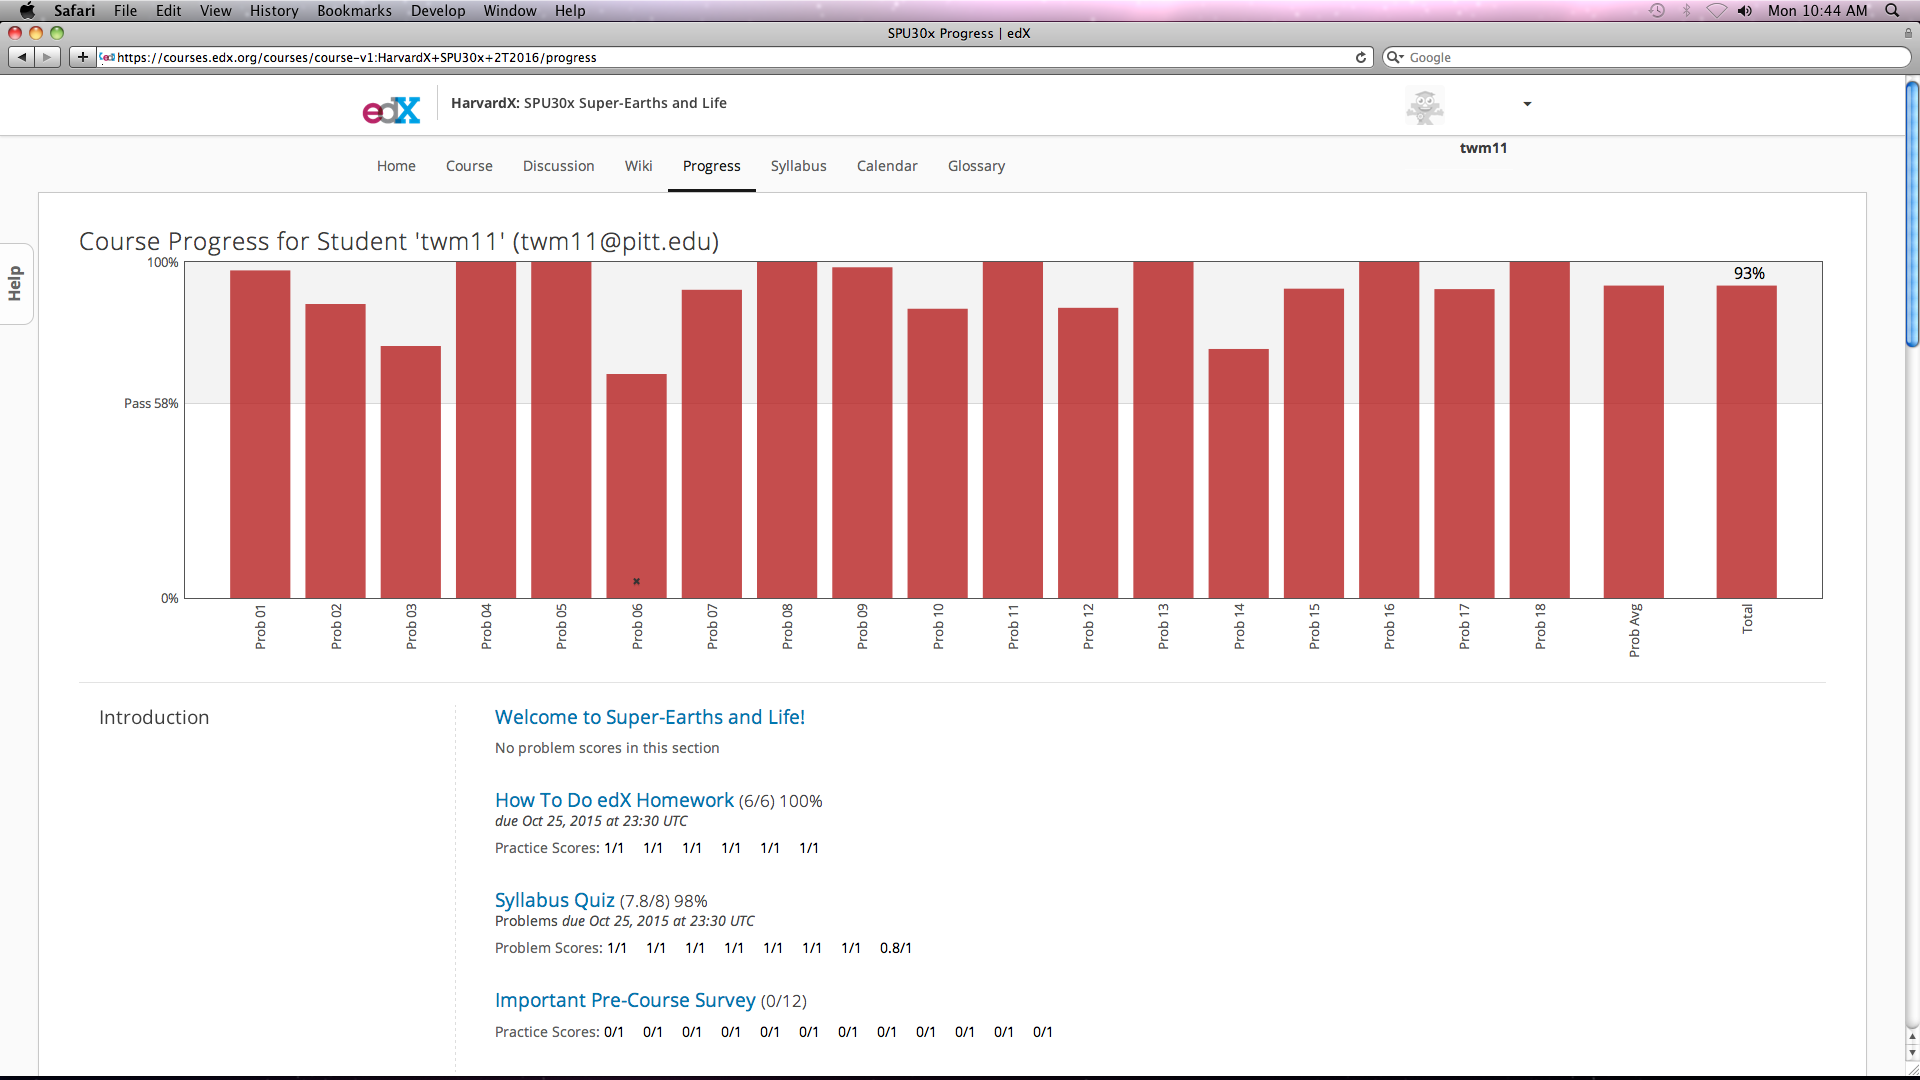 Safari File Edit View History Bookmarks Develop Window Help Mon 10:44 AM
SPU30x Progress | edX
https://courses.edx.org/courses/course-v1:HarvardX+SPU30x+2T2016/progress
Google
edX
HarvardX: SPU30x Super-Earths and Life
twm11
Home Course Discussion Wiki Progress Syllabus Calendar Glossary
Help
Course Progress for Student 'twm11' (twm11@pitt.edu)
100%
93%
Pass 58%
0%
Prob 01
Prob 02
Prob 03
Prob 04
Prob 05
Prob 06
Prob 07
Prob 08
Prob 09
Prob 10
Prob 11
Prob 12
Prob 13
Prob 14
Prob 15
Prob 16
Prob 17
Prob 18
Prob Avg
Total
Introduction
Welcome to Super-Earths and Life!
No problem scores in this section
How To Do edX Homework (6/6) 100%
due Oct 25, 2015 at 23:30 UTC
Practice Scores: 1/1 1/1 1/1 1/1 1/1 1/1
Syllabus Quiz (7.8/8) 98%
Problems due Oct 25, 2015 at 23:30 UTC
Problem Scores: 1/1 1/1 1/1 1/1 1/1 1/1 1/1 0.8/1
Important Pre-Course Survey (0/12)
Practice Scores: 0/1 0/1 0/1 0/1 0/1 0/1 0/1 0/1 0/1 0/1 0/1 0/1